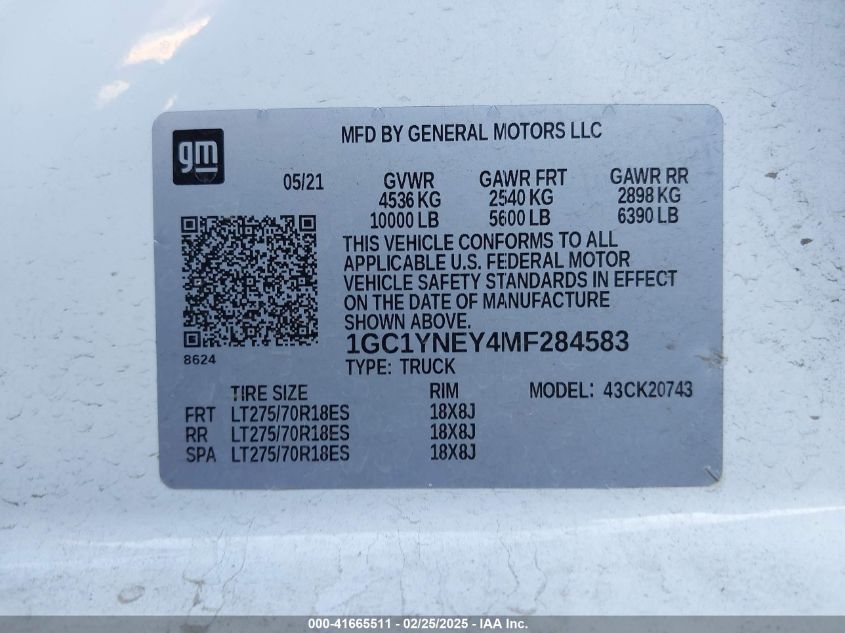 MFD BY GENERAL MOTORS LLC
gm
05/21 GVWR GAWR FRT GAWR RR
4536 KG 2540 KG 2898 KG
10000 LB 5600 LB 6390 LB
THIS VEHICLE CONFORMS TO ALL
APPLICABLE U.S. FEDERAL MOTOR
VEHICLE SAFETY STANDARDS IN EFFECT
ON THE DATE OF MANUFACTURE
SHOWN ABOVE.
1GC1YNEY4MF284583
8624
TYPE: TRUCK
TIRE SIZE RIM MODEL: 43CK20743
FRT LT275/70R18ES 18X8J
RR LT275/70R18ES 18X8J
SPA LT275/70R18ES 18X8J
000-41665511 - 02/25/2025 - IAA Inc.